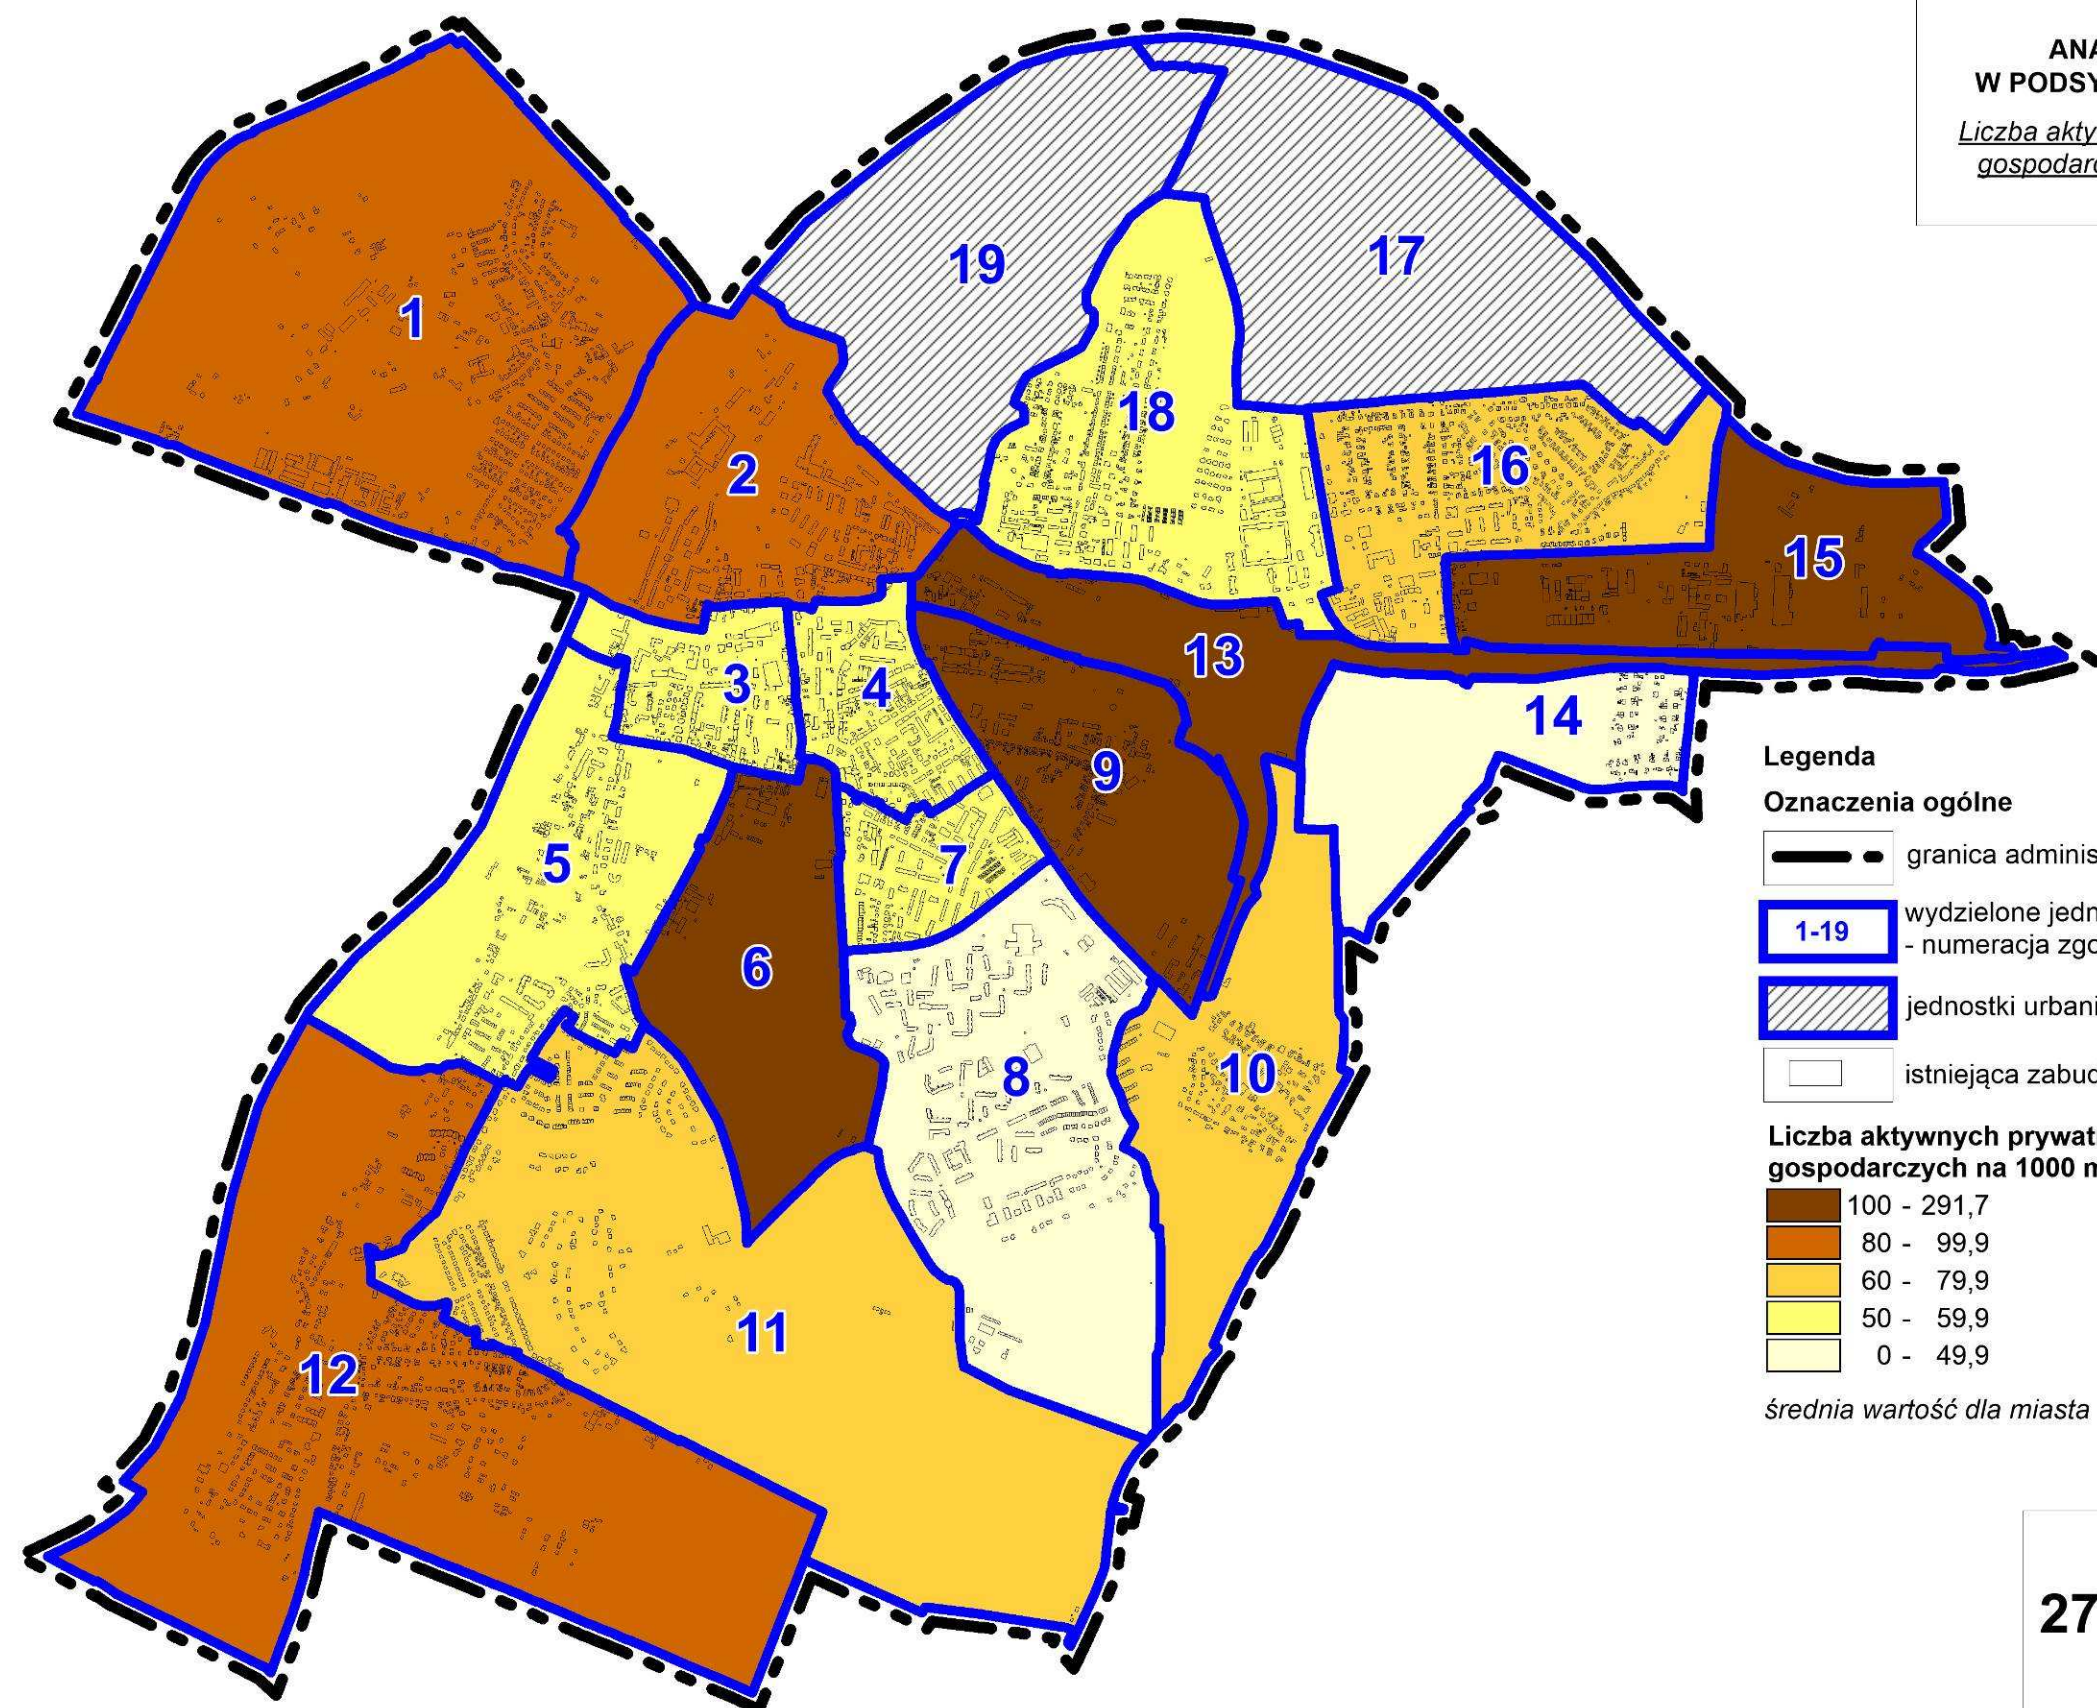 ANA
W PODSY
Liczba akty
gospodarc
1
19
17
18
2
16
15
13
3
4
14
9
5
7
6
8
10
11
12
Legenda
Oznaczenia ogólne
granica adminis
1-19
wydzielone jedn
- numeracja zgo
jednostki urbani
istniejąca zabud
Liczba aktywnych prywat
gospodarczych na 1000 m
100 - 291,7
80 - 99,9
60 - 79,9
50 - 59,9
0 - 49,9
średnia wartość dla miasta
27